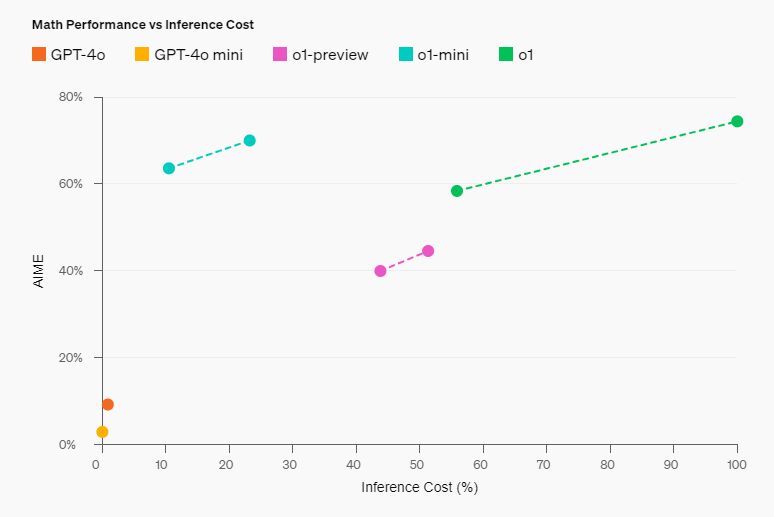 Math Performance vs Inference Cost
GPT-4o GPT-4o mini o1-preview o1-mini o1
80%
60%
40%
20%
0%
AIME
0 10 20 30 40 50 60 70 80 90 100
Inference Cost (%)